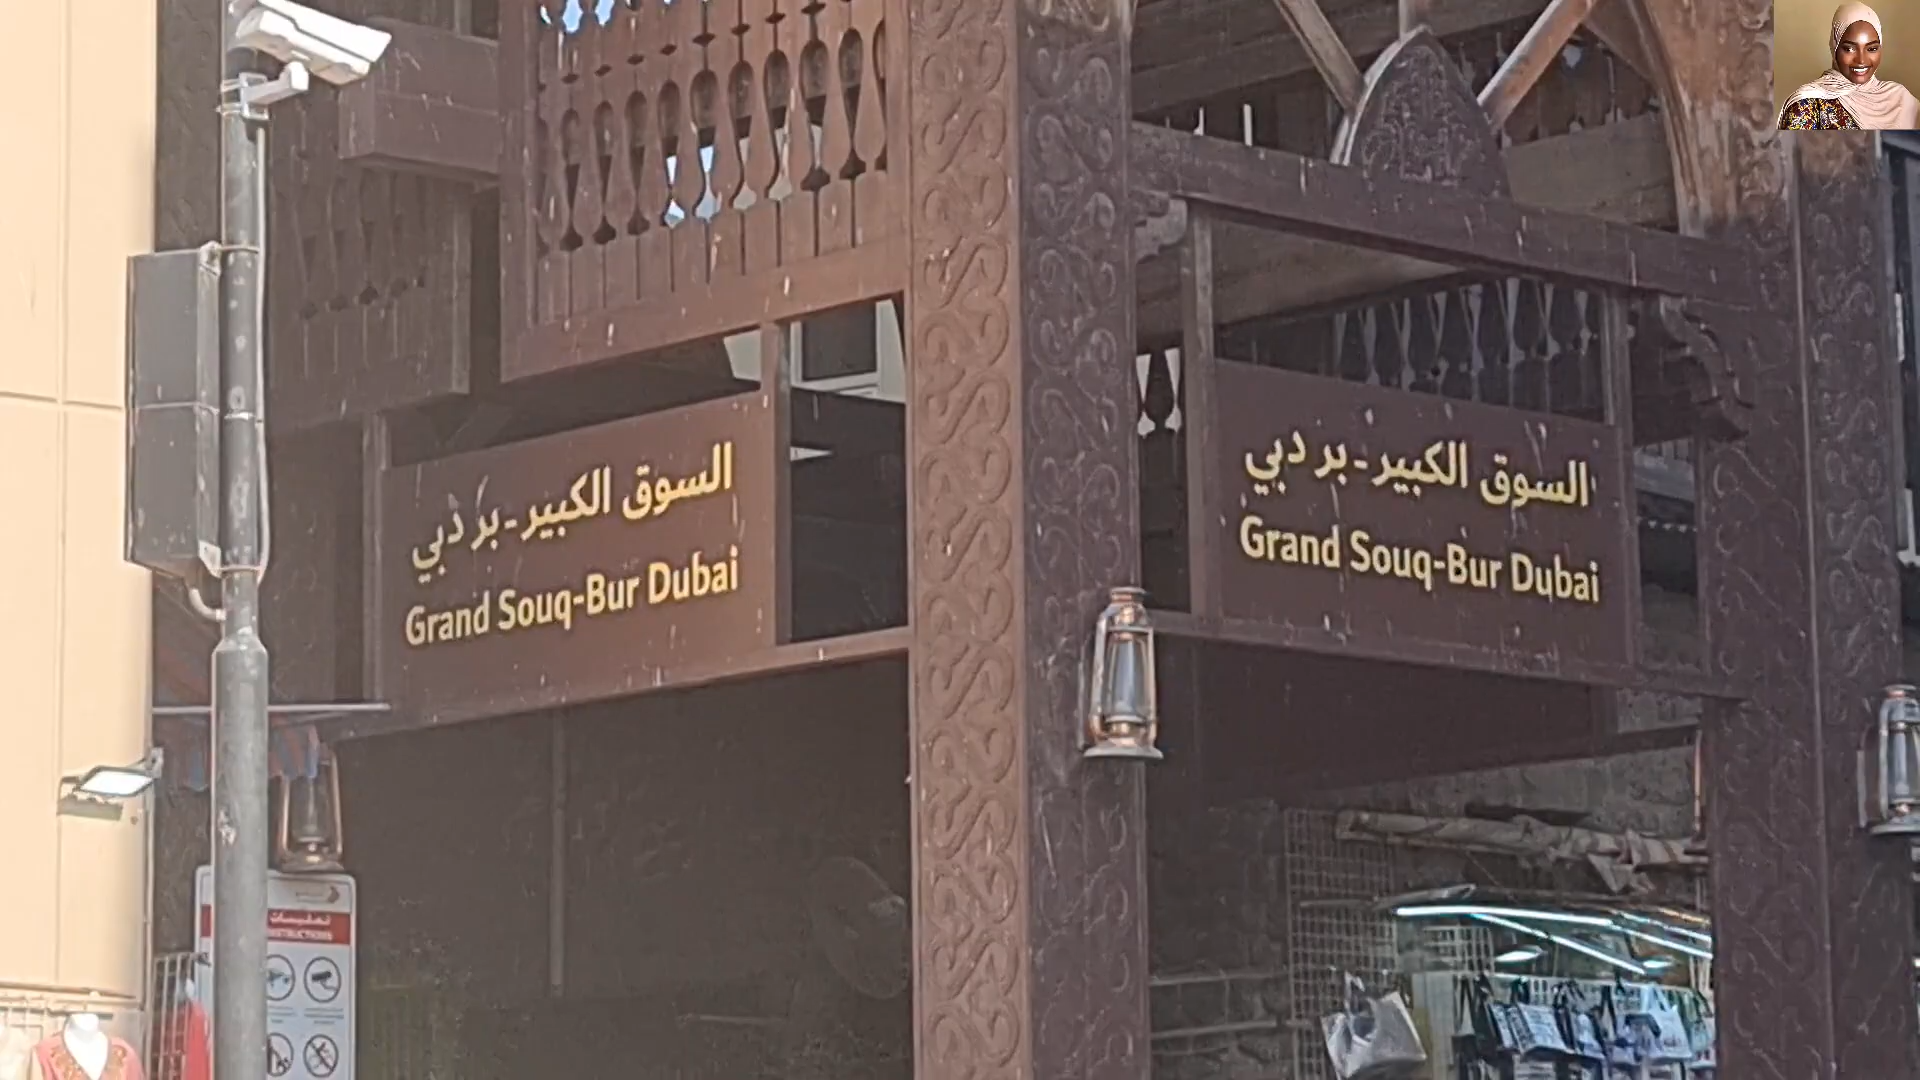 السوق الكبير-بر دبي
Grand Souq-Bur Dubai
السوق الكبير-بر دبي
Grand Souq-Bur Dubai
تعليمات
INSTRUCTIONS